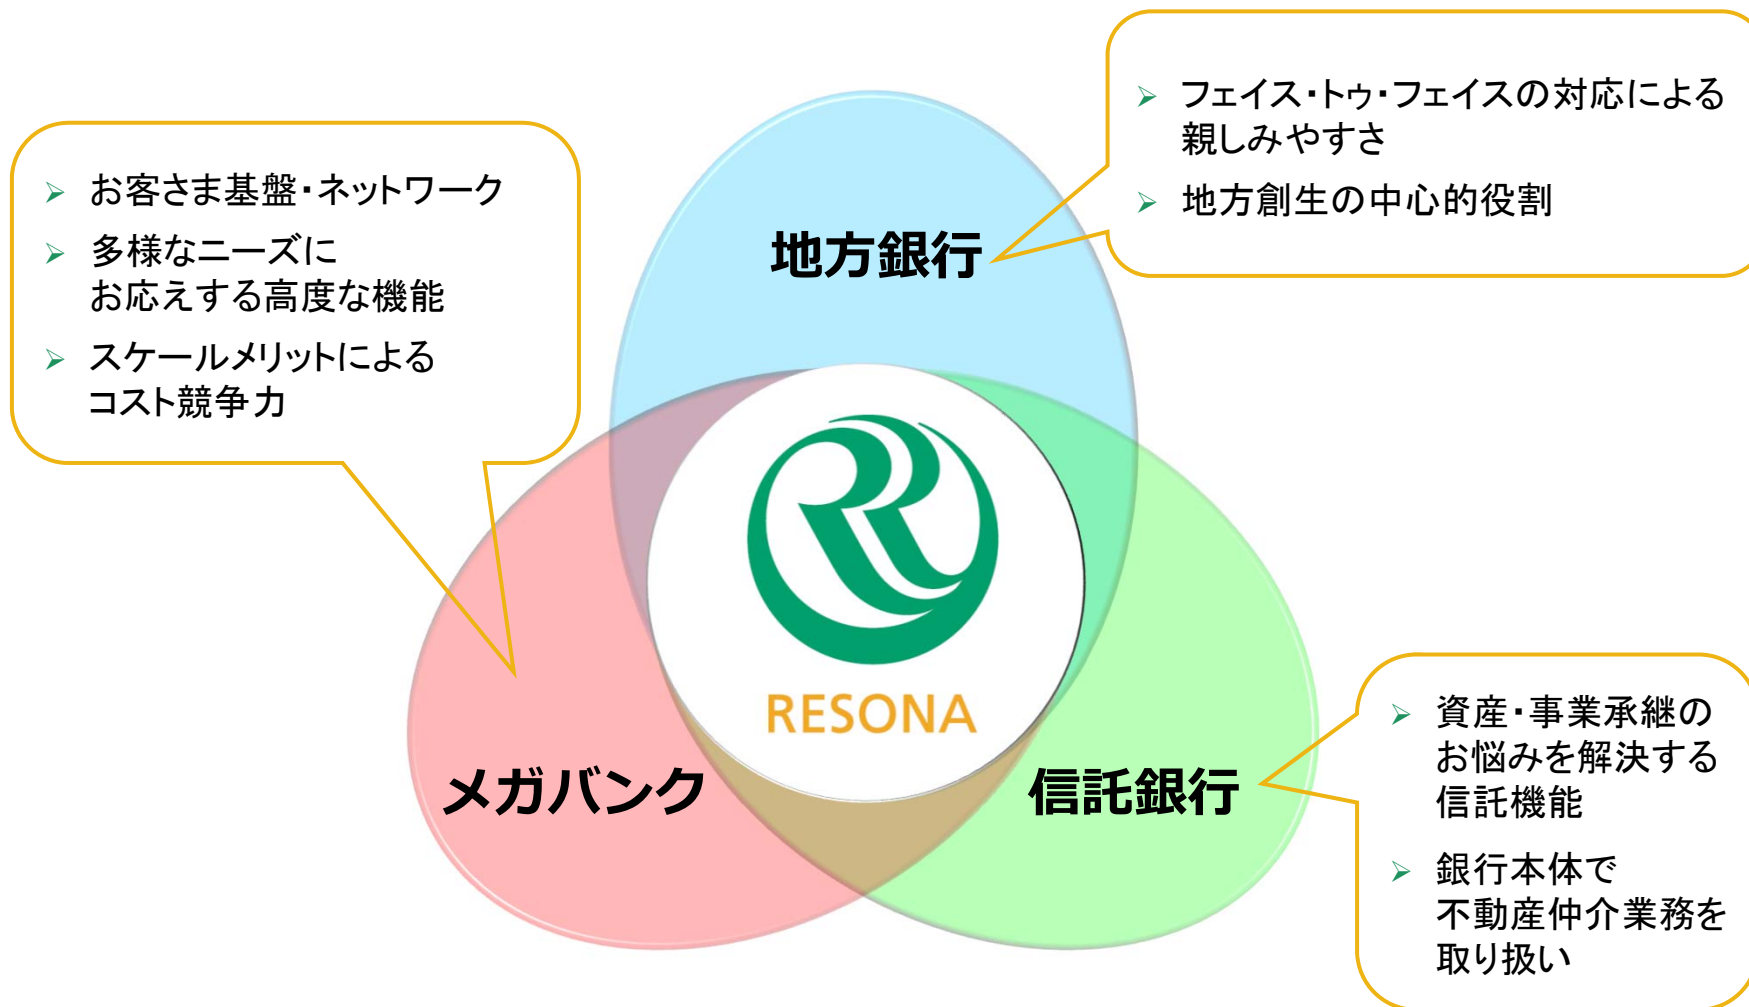 フェイス・トゥ・フェイスの対応による
親しみやすさ
地方創生の中心的役割
お客さま基盤・ネットワーク
多様なニーズに
お応えする高度な機能
スケールメリットによる
コスト競争力
地方銀行
RESONA
メガバンク
信託銀行
資産・事業承継の
お悩みを解決する
信託機能
銀行本体で
不動産仲介業務を
取り扱い